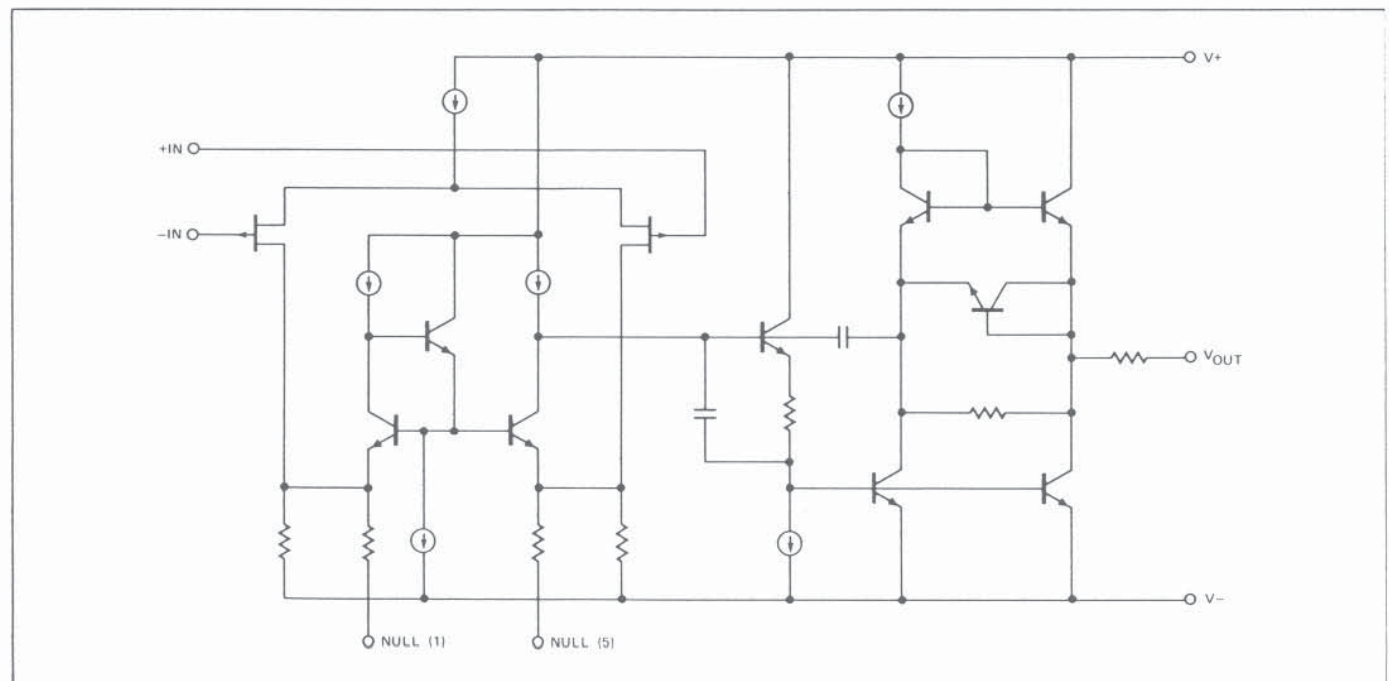 V+
+IN
-IN
VOUT
V-
NULL (1)
NULL (5)